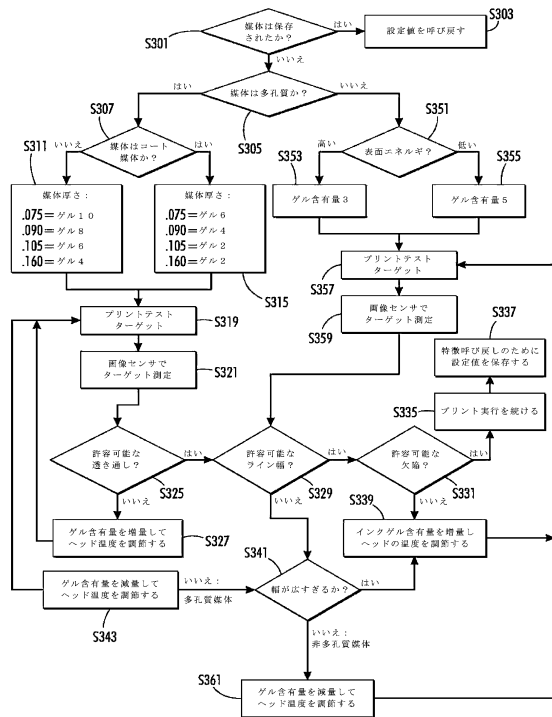 媒体は保存
されたか？
S301
はい
設定値を呼び戻す
S303
いいえ
媒体は多孔質か？
S305
はい
いいえ
S307
媒体はコート
媒体か？
いいえ
はい
S351
表面エネルギ？
高い
低い
S311
媒体厚さ：
.075＝ゲル１０
.090＝ゲル８
.105＝ゲル６
.160＝ゲル４
媒体厚さ：
.075＝ゲル６
.090＝ゲル４
.105＝ゲル２
.160＝ゲル２
S315
S353
ゲル含有量３
S355
ゲル含有量５
プリントテスト
ターゲット
S357
画像センサで
ターゲット測定
S359
プリントテスト
ターゲット
S319
画像センサで
ターゲット測定
S321
S337
特徴呼び戻しのために
設定値を保存する
S335
プリント実行を続ける
許容可能な
透き通し？
S325
はい
いいえ
許容可能な
ライン幅？
S329
はい
いいえ
許容可能な
欠陥？
S331
はい
いいえ
ゲル含有量を増量して
ヘッド温度を調節する
S327
S339
インクゲル含有量を増量し
ヘッドの温度を調節する
S341
幅が広すぎるか？
はい
いいえ：
多孔質媒体
ゲル含有量を減量して
ヘッド温度を調節する
S343
いいえ：
非多孔質媒体
S361
ゲル含有量を減量して
ヘッド温度を調節する